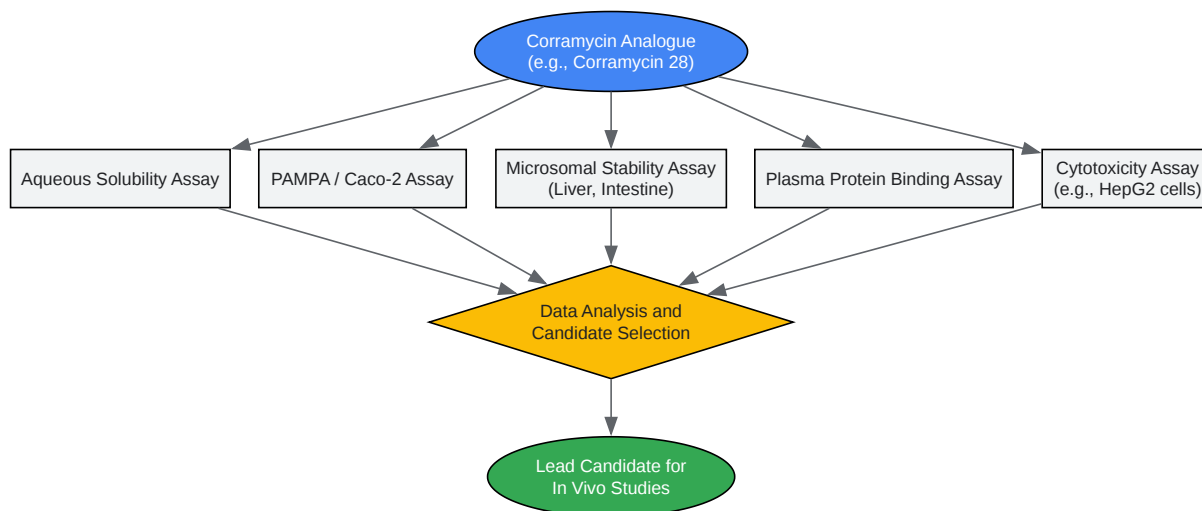 Corramycin Analogue
(e.g., Corramycin 28)
Aqueous Solubility Assay
PAMPA / Caco-2 Assay
Microsomal Stability Assay
(Liver, Intestine)
Plasma Protein Binding Assay
Cytotoxicity Assay
(e.g., HepG2 cells)
Data Analysis and
Candidate Selection
Lead Candidate for
In Vivo Studies